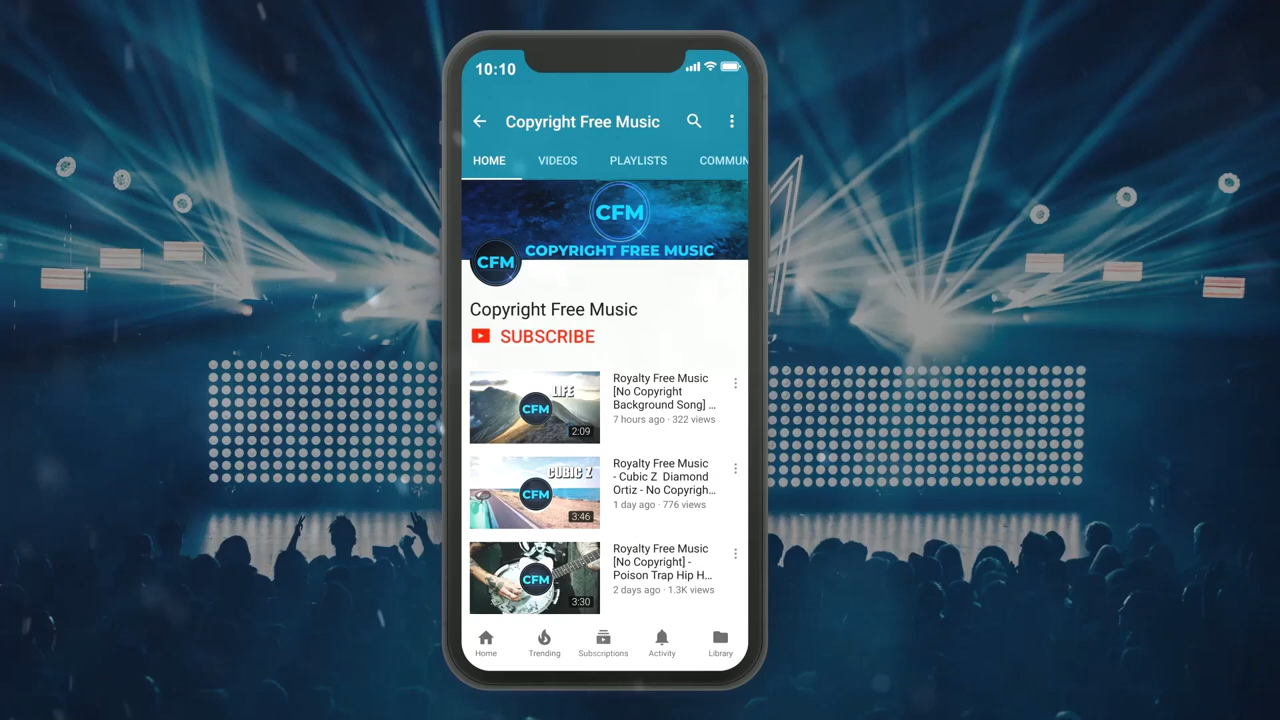 10:10
Copyright Free Music
HOME VIDEOS PLAYLISTS COMMUN
CFM
COPYRIGHT FREE MUSIC
CFM
Copyright Free Music
SUBSCRIBE
LIFE
CFM
2:09
Royalty Free Music
[No Copyright
Background Song] ...
7 hours ago · 322 views
CUBIC Z
CFM
3:46
Royalty Free Music
- Cubic Z Diamond
Ortiz - No Copyrigh...
1 day ago · 776 views
CFM
3:30
Royalty Free Music
[No Copyright] -
Poison Trap Hip H...
2 days ago · 1.3K views
Home Trending Subscriptions Activity Library